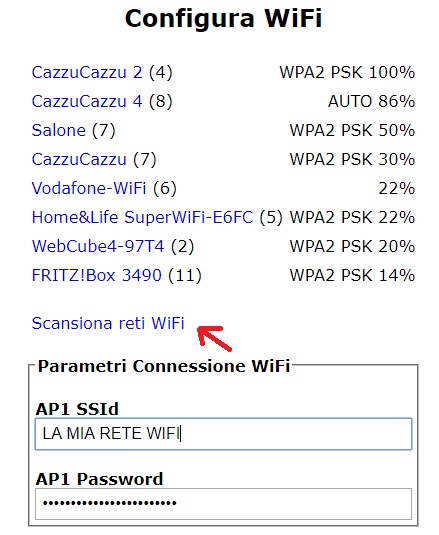 Configura WiFi
CazzuCazzu 2 (4) WPA2 PSK 100%
CazzuCazzu 4 (8) AUTO 86%
Salone (7) WPA2 PSK 50%
CazzuCazzu (7) WPA2 PSK 30%
Vodafone-WiFi (6) 22%
Home&Life SuperWiFi-E6FC (5) WPA2 PSK 22%
WebCube4-97T4 (2) WPA2 PSK 20%
FRITZ!Box 3490 (11) WPA2 PSK 14%
Scansiona reti WiFi
Parametri Connessione WiFi
AP1 SSId
LA MIA RETE WIFI
AP1 Password
••••••••••••••••••••••••